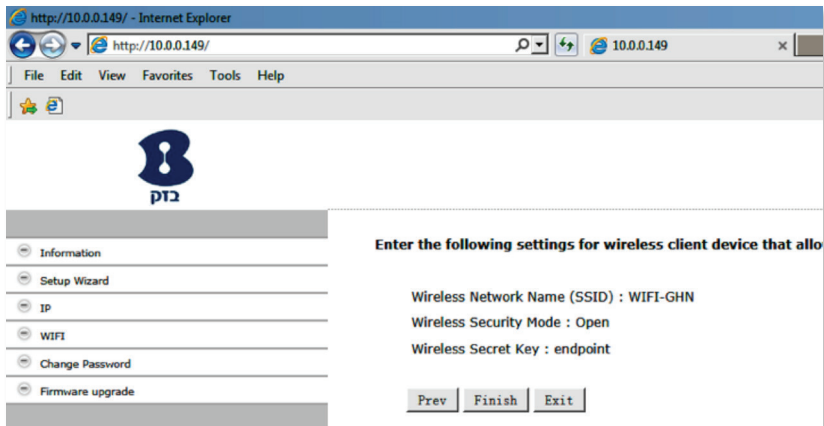 http://10.0.0.149/ - Internet Explorer
http://10.0.0.149/
10.0.0.149
File Edit View Favorites Tools Help
בזק
Information
Setup Wizard
IP
WIFI
Change Password
Firmware upgrade
Enter the following settings for wireless client device that allo
Wireless Network Name (SSID) : WIFI-GHN
Wireless Security Mode : Open
Wireless Secret Key : endpoint
Prev Finish Exit